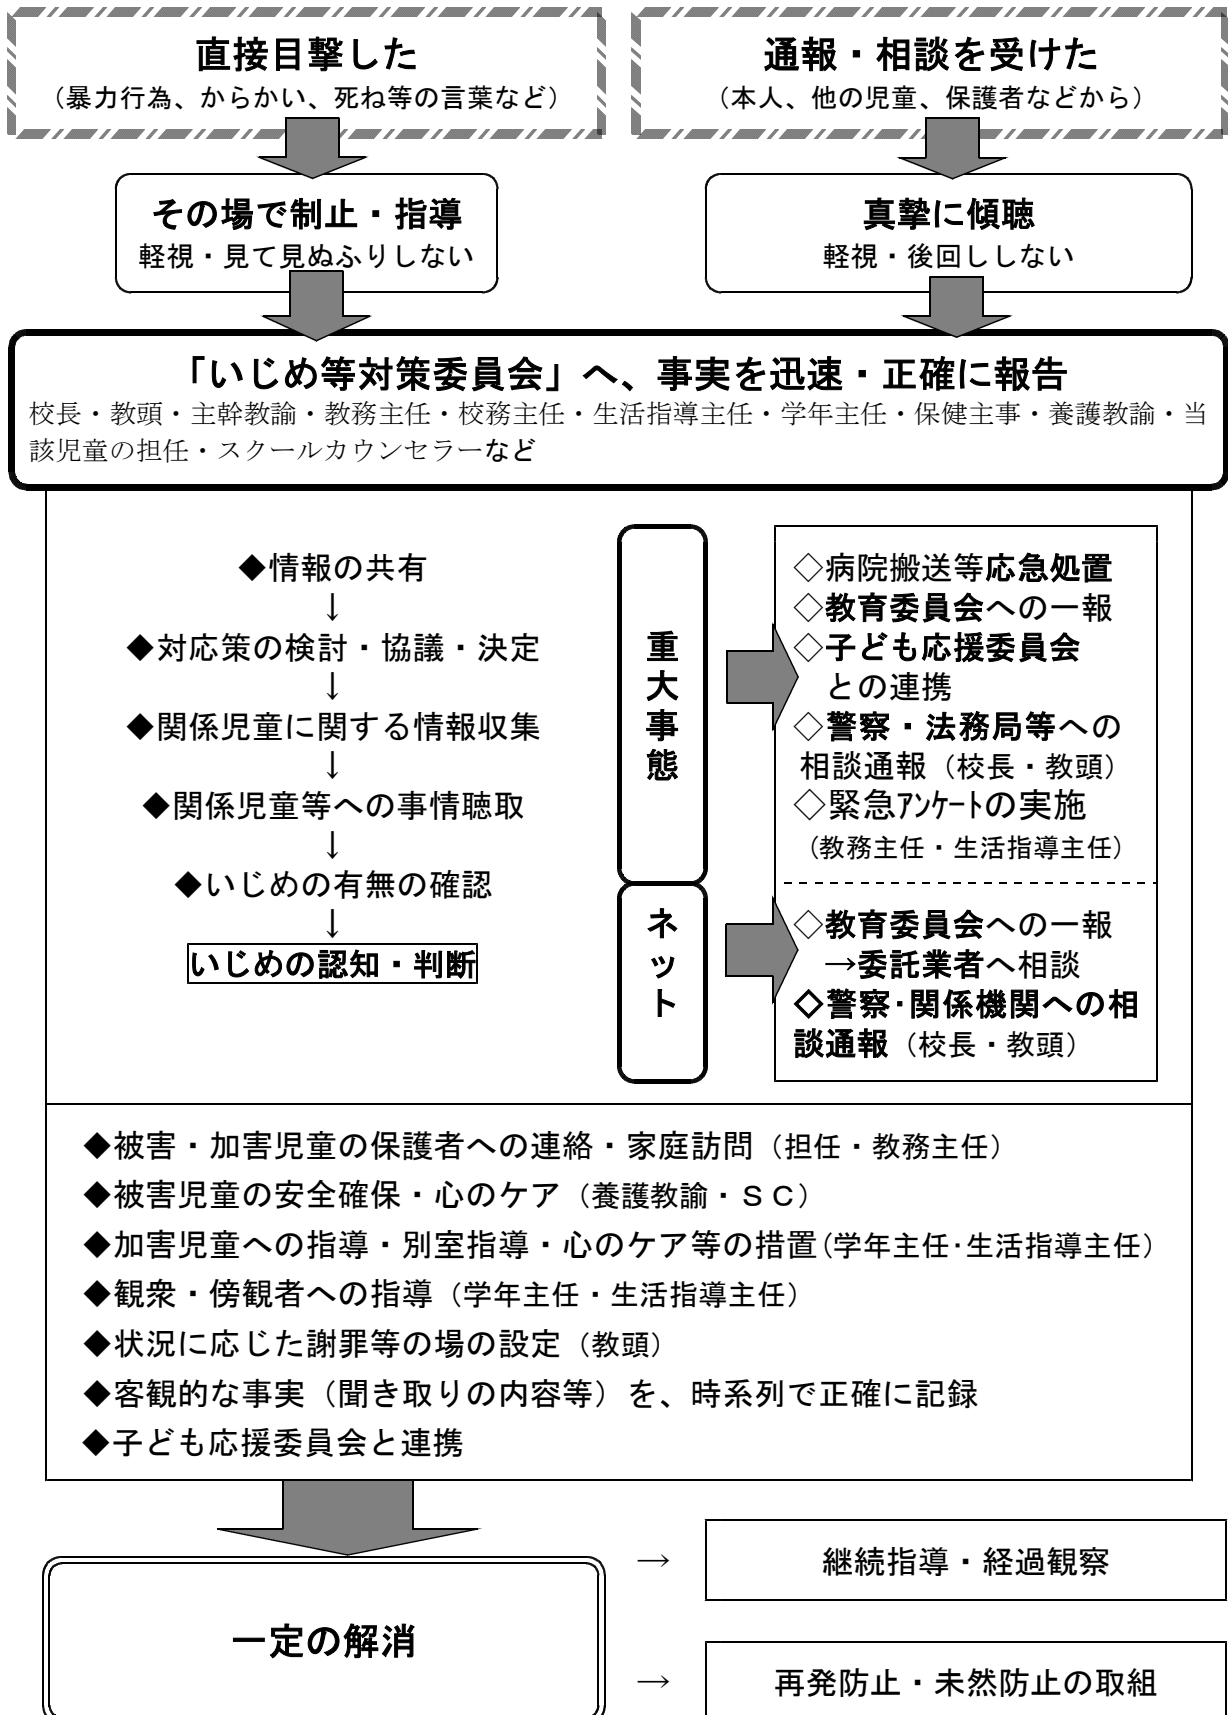 直接目撃した
（暴力行為、からかい、死ね等の言葉など）
通報・相談を受けた
（本人、他の児童、保護者などから）
その場で制止・指導
軽視・見て見ぬふりしない
真摯に傾聴
軽視・後回ししない
「いじめ等対策委員会」へ、事実を迅速・正確に報告
校長・教頭・主幹教諭・教務主任・校務主任・生活指導主任・学年主任・保健主事・養護教諭・当
該児童の担任・スクールカウンセラーなど
◆情報の共有
↓
◆対応策の検討・協議・決定
↓
◆関係児童に関する情報収集
↓
◆関係児童等への事情聴取
↓
◆いじめの有無の確認
↓
いじめの認知・判断
重大事態
◇病院搬送等応急処置
◇教育委員会への一報
◇子ども応援委員会
との連携
◇警察・法務局等への
相談通報（校長・教頭）
◇緊急アンケートの実施
（教務主任・生活指導主任）
ネット
◇教育委員会への一報
→委託業者へ相談
◇警察・関係機関への相
談通報（校長・教頭）
◆被害・加害児童の保護者への連絡・家庭訪問（担任・教務主任）
◆被害児童の安全確保・心のケア（養護教諭・ＳＣ）
◆加害児童への指導・別室指導・心のケア等の措置（学年主任・生活指導主任）
◆観衆・傍観者への指導（学年主任・生活指導主任）
◆状況に応じた謝罪等の場の設定（教頭）
◆客観的な事実（聞き取りの内容等）を、時系列で正確に記録
◆子ども応援委員会と連携
一定の解消
→
継続指導・経過観察
→
再発防止・未然防止の取組